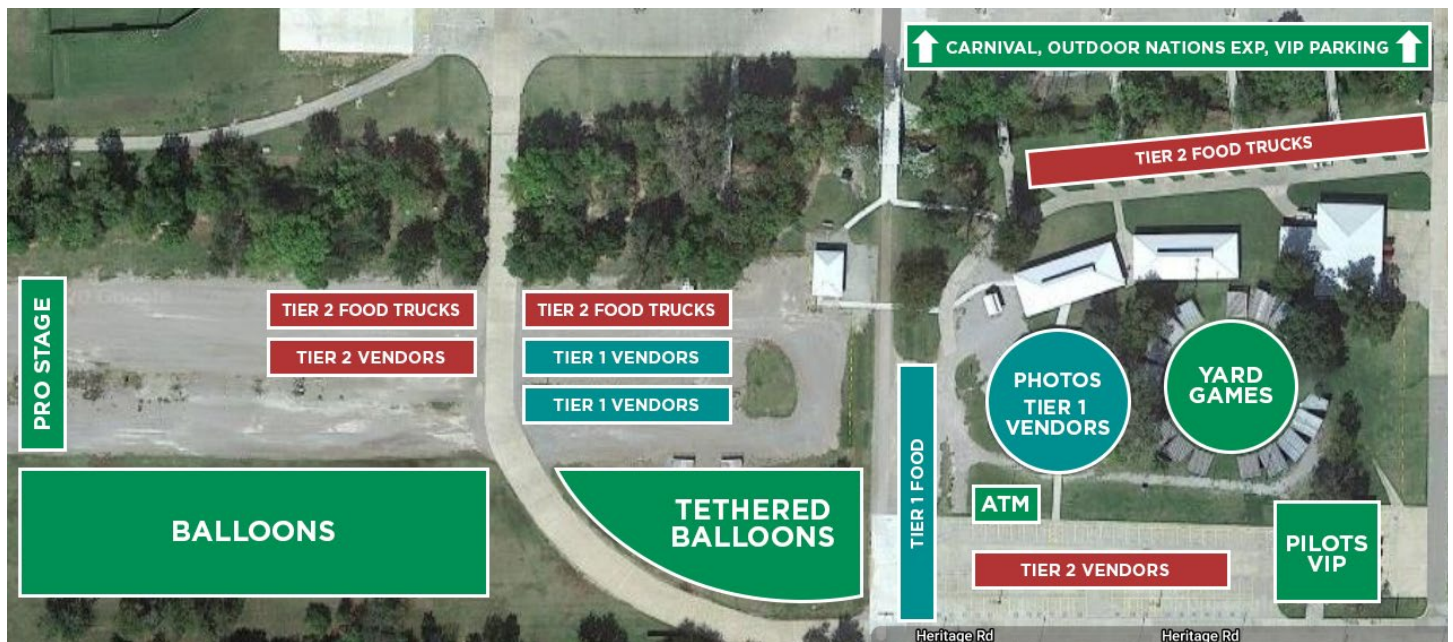 CARNIVAL, OUTDOOR NATIONS EXP, VIP PARKING
TIER 2 FOOD TRUCKS
PRO STAGE
TIER 2 FOOD TRUCKS
TIER 2 VENDORS
TIER 2 FOOD TRUCKS
TIER 1 VENDORS
TIER 1 VENDORS
TIER 1 FOOD
PHOTOS
TIER 1
VENDORS
YARD
GAMES
BALLOONS
TETHERED
BALLOONS
ATM
TIER 2 VENDORS
PILOTS
VIP
Heritage Rd
Heritage Rd
Google